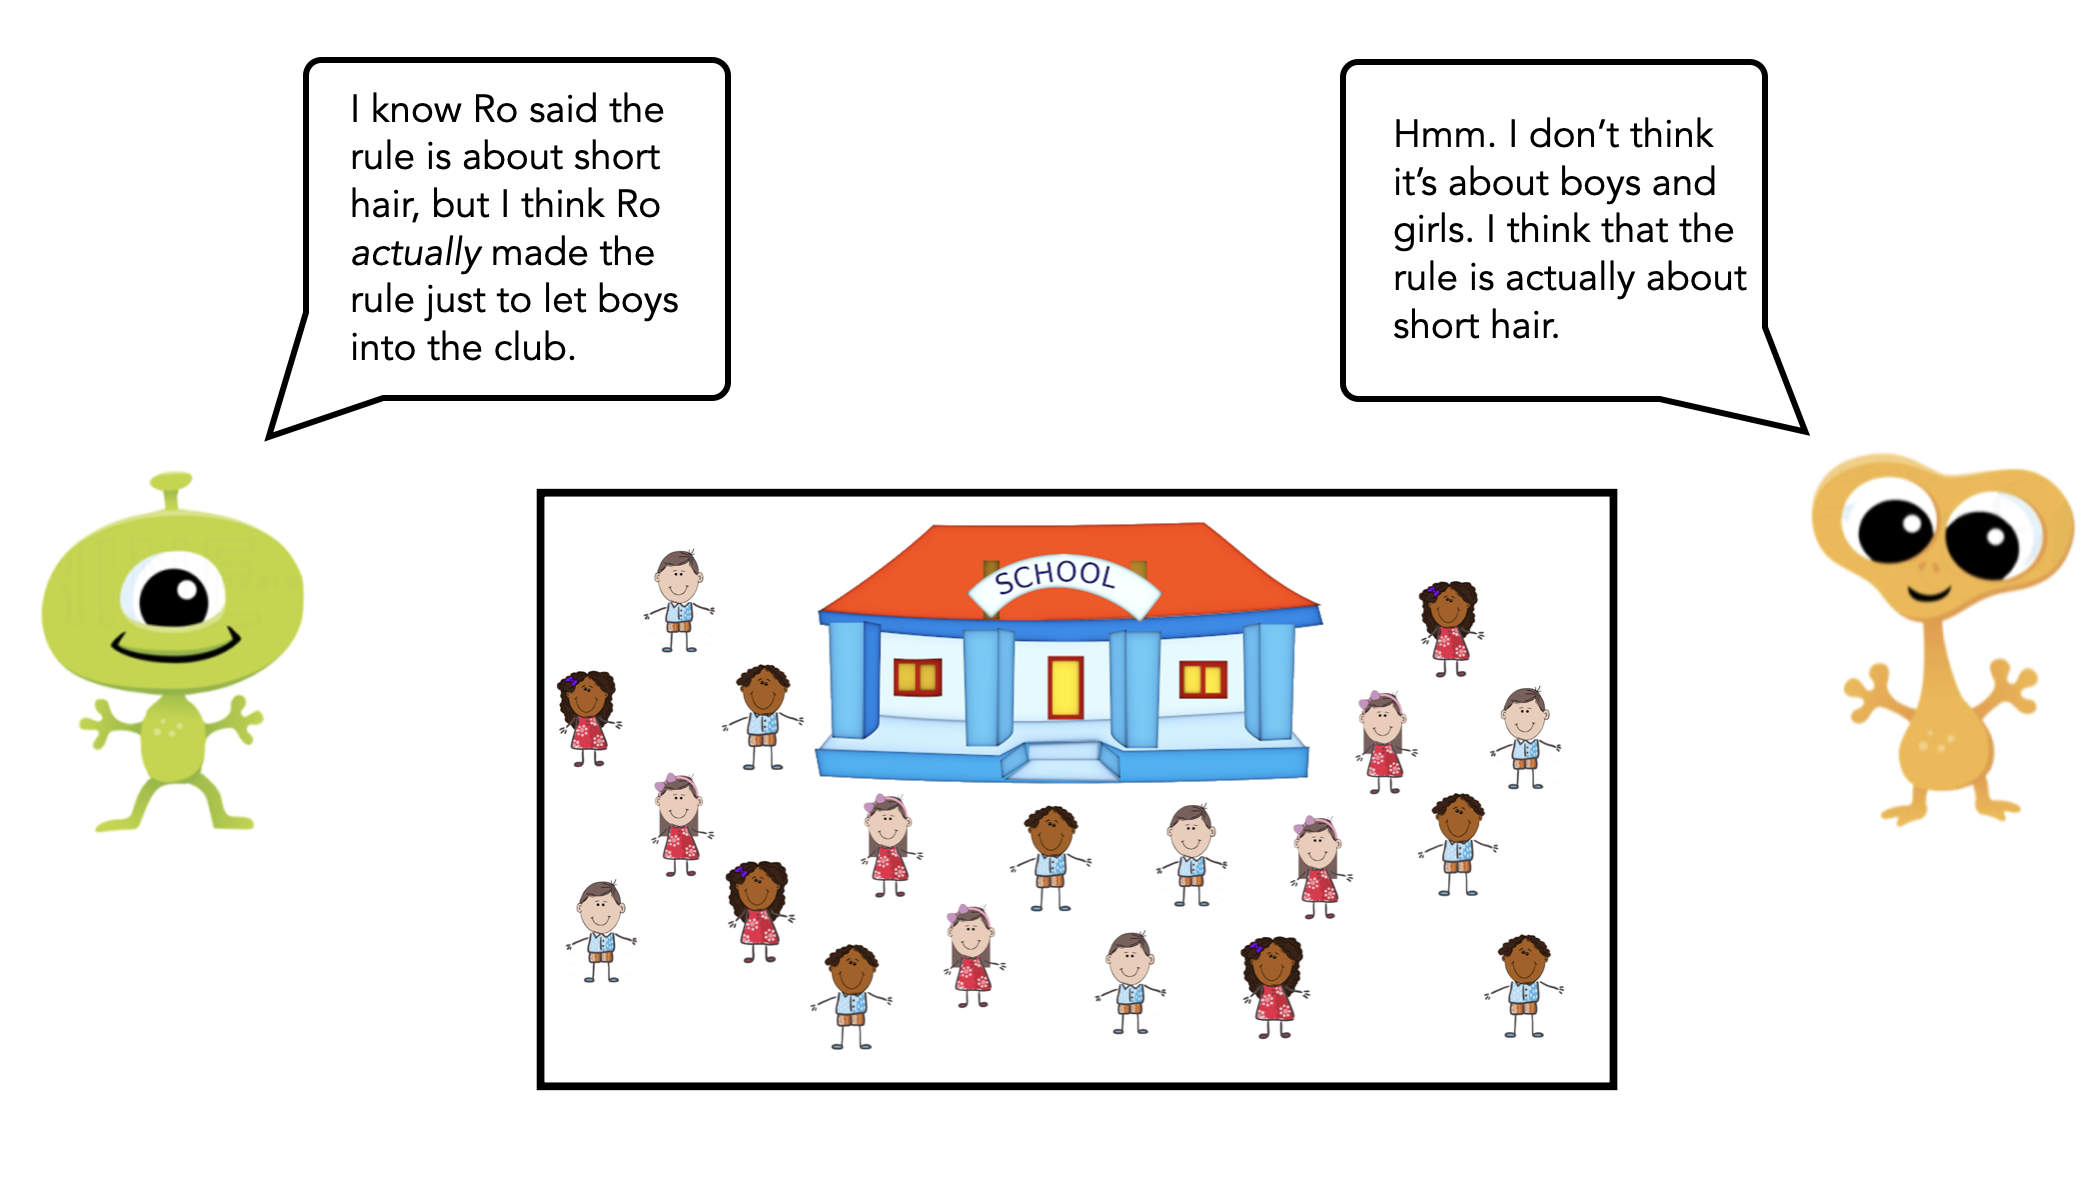 I know Ro said the
rule is about short
hair, but I think Ro
actually made the
rule just to let boys
into the club.
Hmm. I don’t think
it’s about boys and
girls. I think that the
rule is actually about
short hair.
SCHOOL